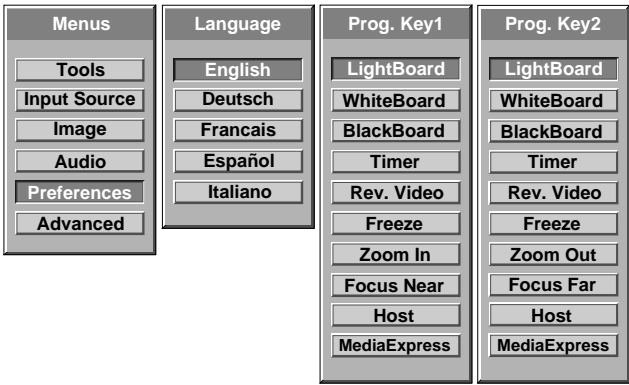 Menus
Tools
Input Source
Image
Audio
Preferences
Advanced
Language
English
Deutsch
Francais
Español
Italiano
Prog. Key1
LightBoard
WhiteBoard
BlackBoard
Timer
Rev. Video
Freeze
Zoom In
Focus Near
Host
MediaExpress
Prog. Key2
LightBoard
WhiteBoard
BlackBoard
Timer
Rev. Video
Freeze
Zoom Out
Focus Far
Host
MediaExpress